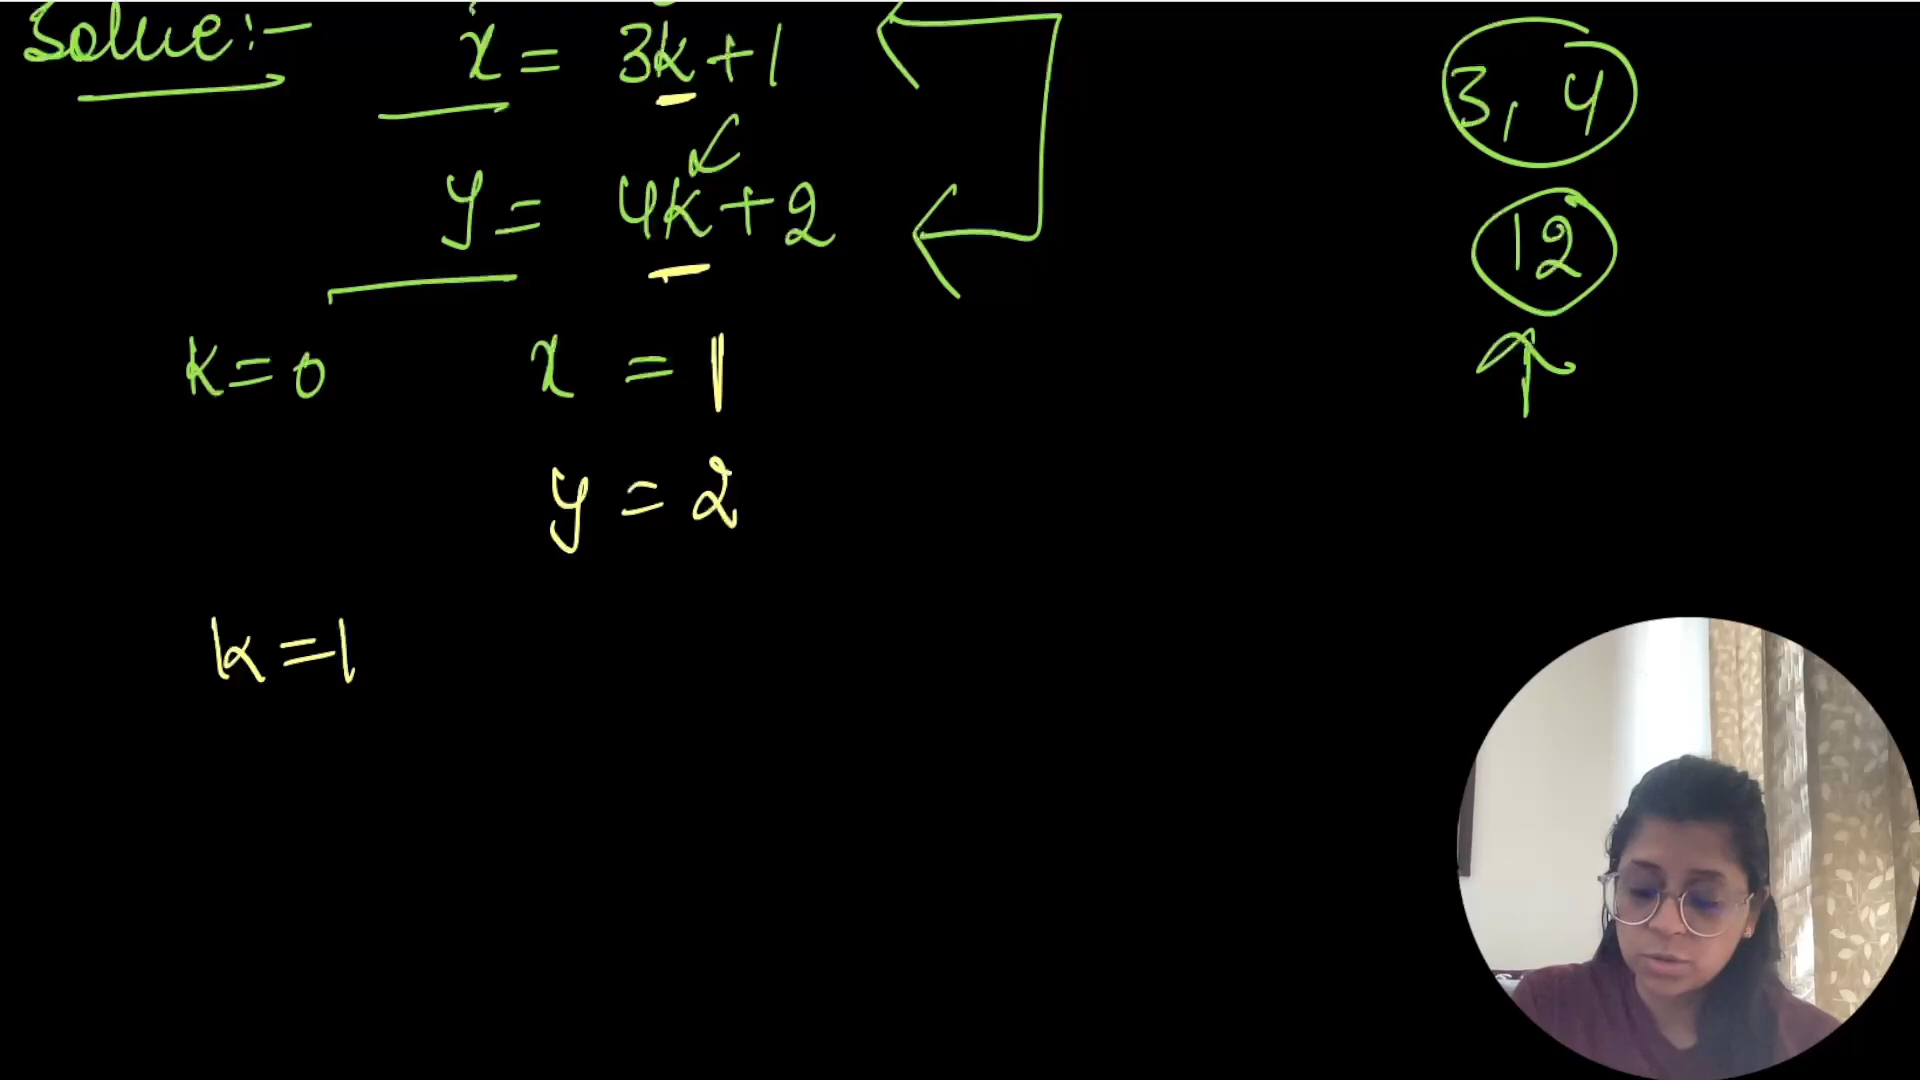 Solve:- x = 3k+1
y = 4k+2
k=0 x = 1
y = 2
k=1
3, 4
12